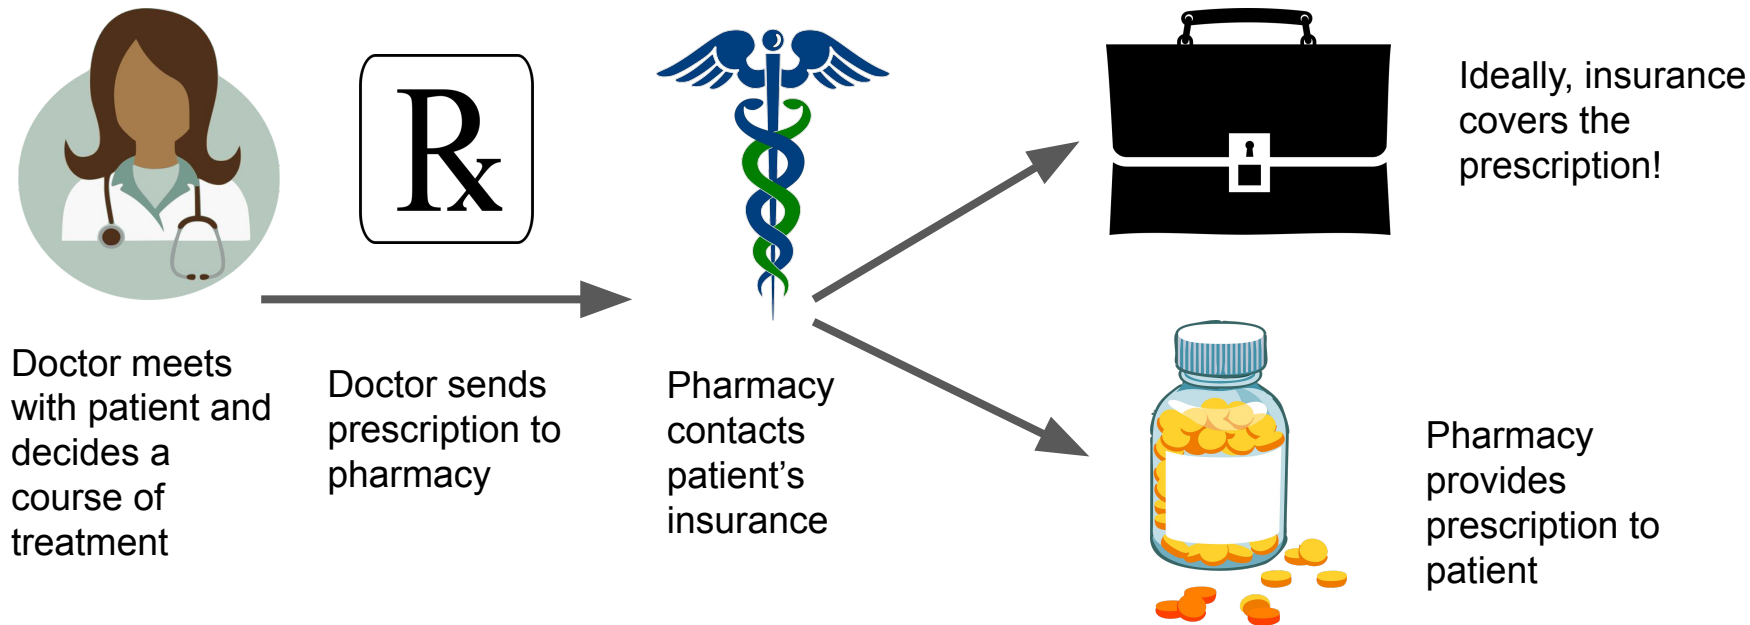 Rx
Doctor meets
with patient and
decides a
course of
treatment
Doctor sends
prescription to
pharmacy
Pharmacy
contacts
patient’s
insurance
Ideally, insurance
covers the
prescription!
Pharmacy
provides
prescription to
patient